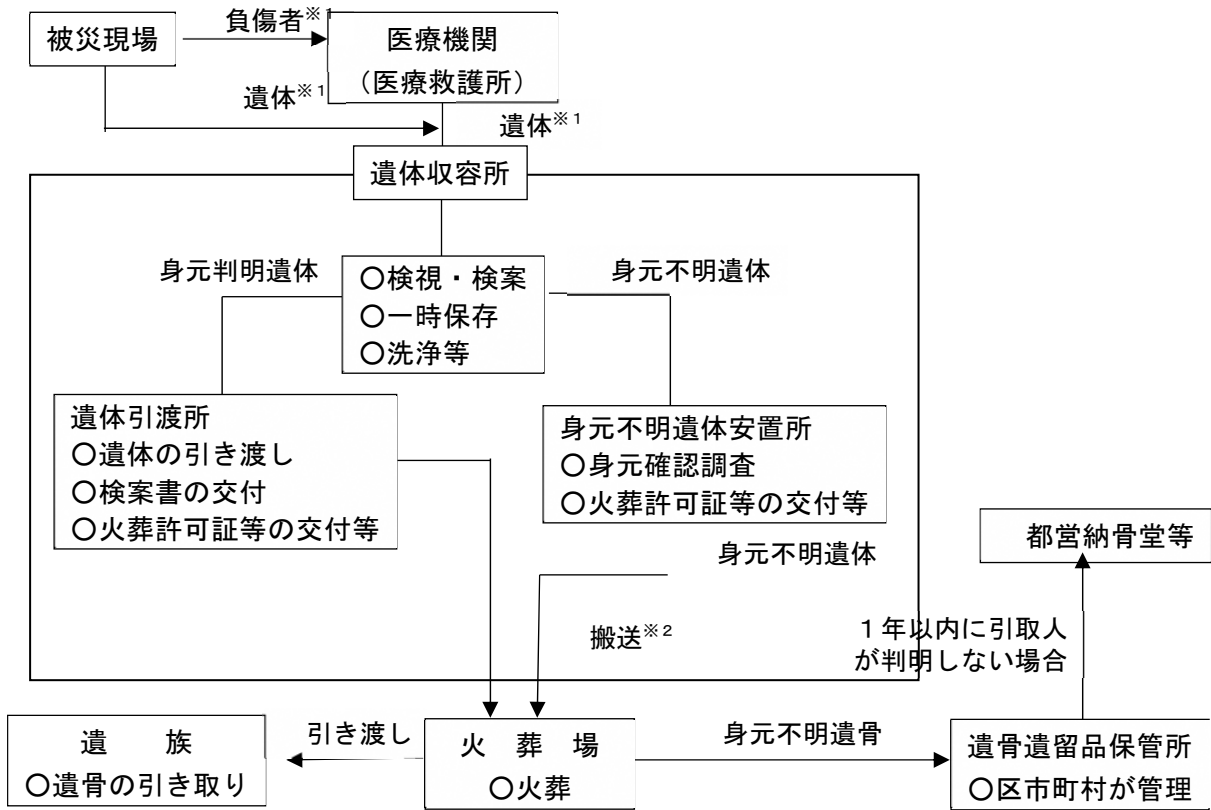 被災現場
負傷者※1
医療機関
（医療救護所）
遺体※1
遺体※1
遺体収容所
身元判明遺体
○検視・検案
○一時保存
○洗浄等
身元不明遺体
遺体引渡所
○遺体の引き渡し
○検案書の交付
○火葬許可証等の交付等
身元不明遺体安置所
○身元確認調査
○火葬許可証等の交付等
身元不明遺体
搬送※2
都営納骨堂等
１年以内に引取人
が判明しない場合
遺　　族
○遺骨の引き取り
引き渡し
火　葬　場
○火葬
身元不明遺骨
遺骨遺留品保管所
○区市町村が管理